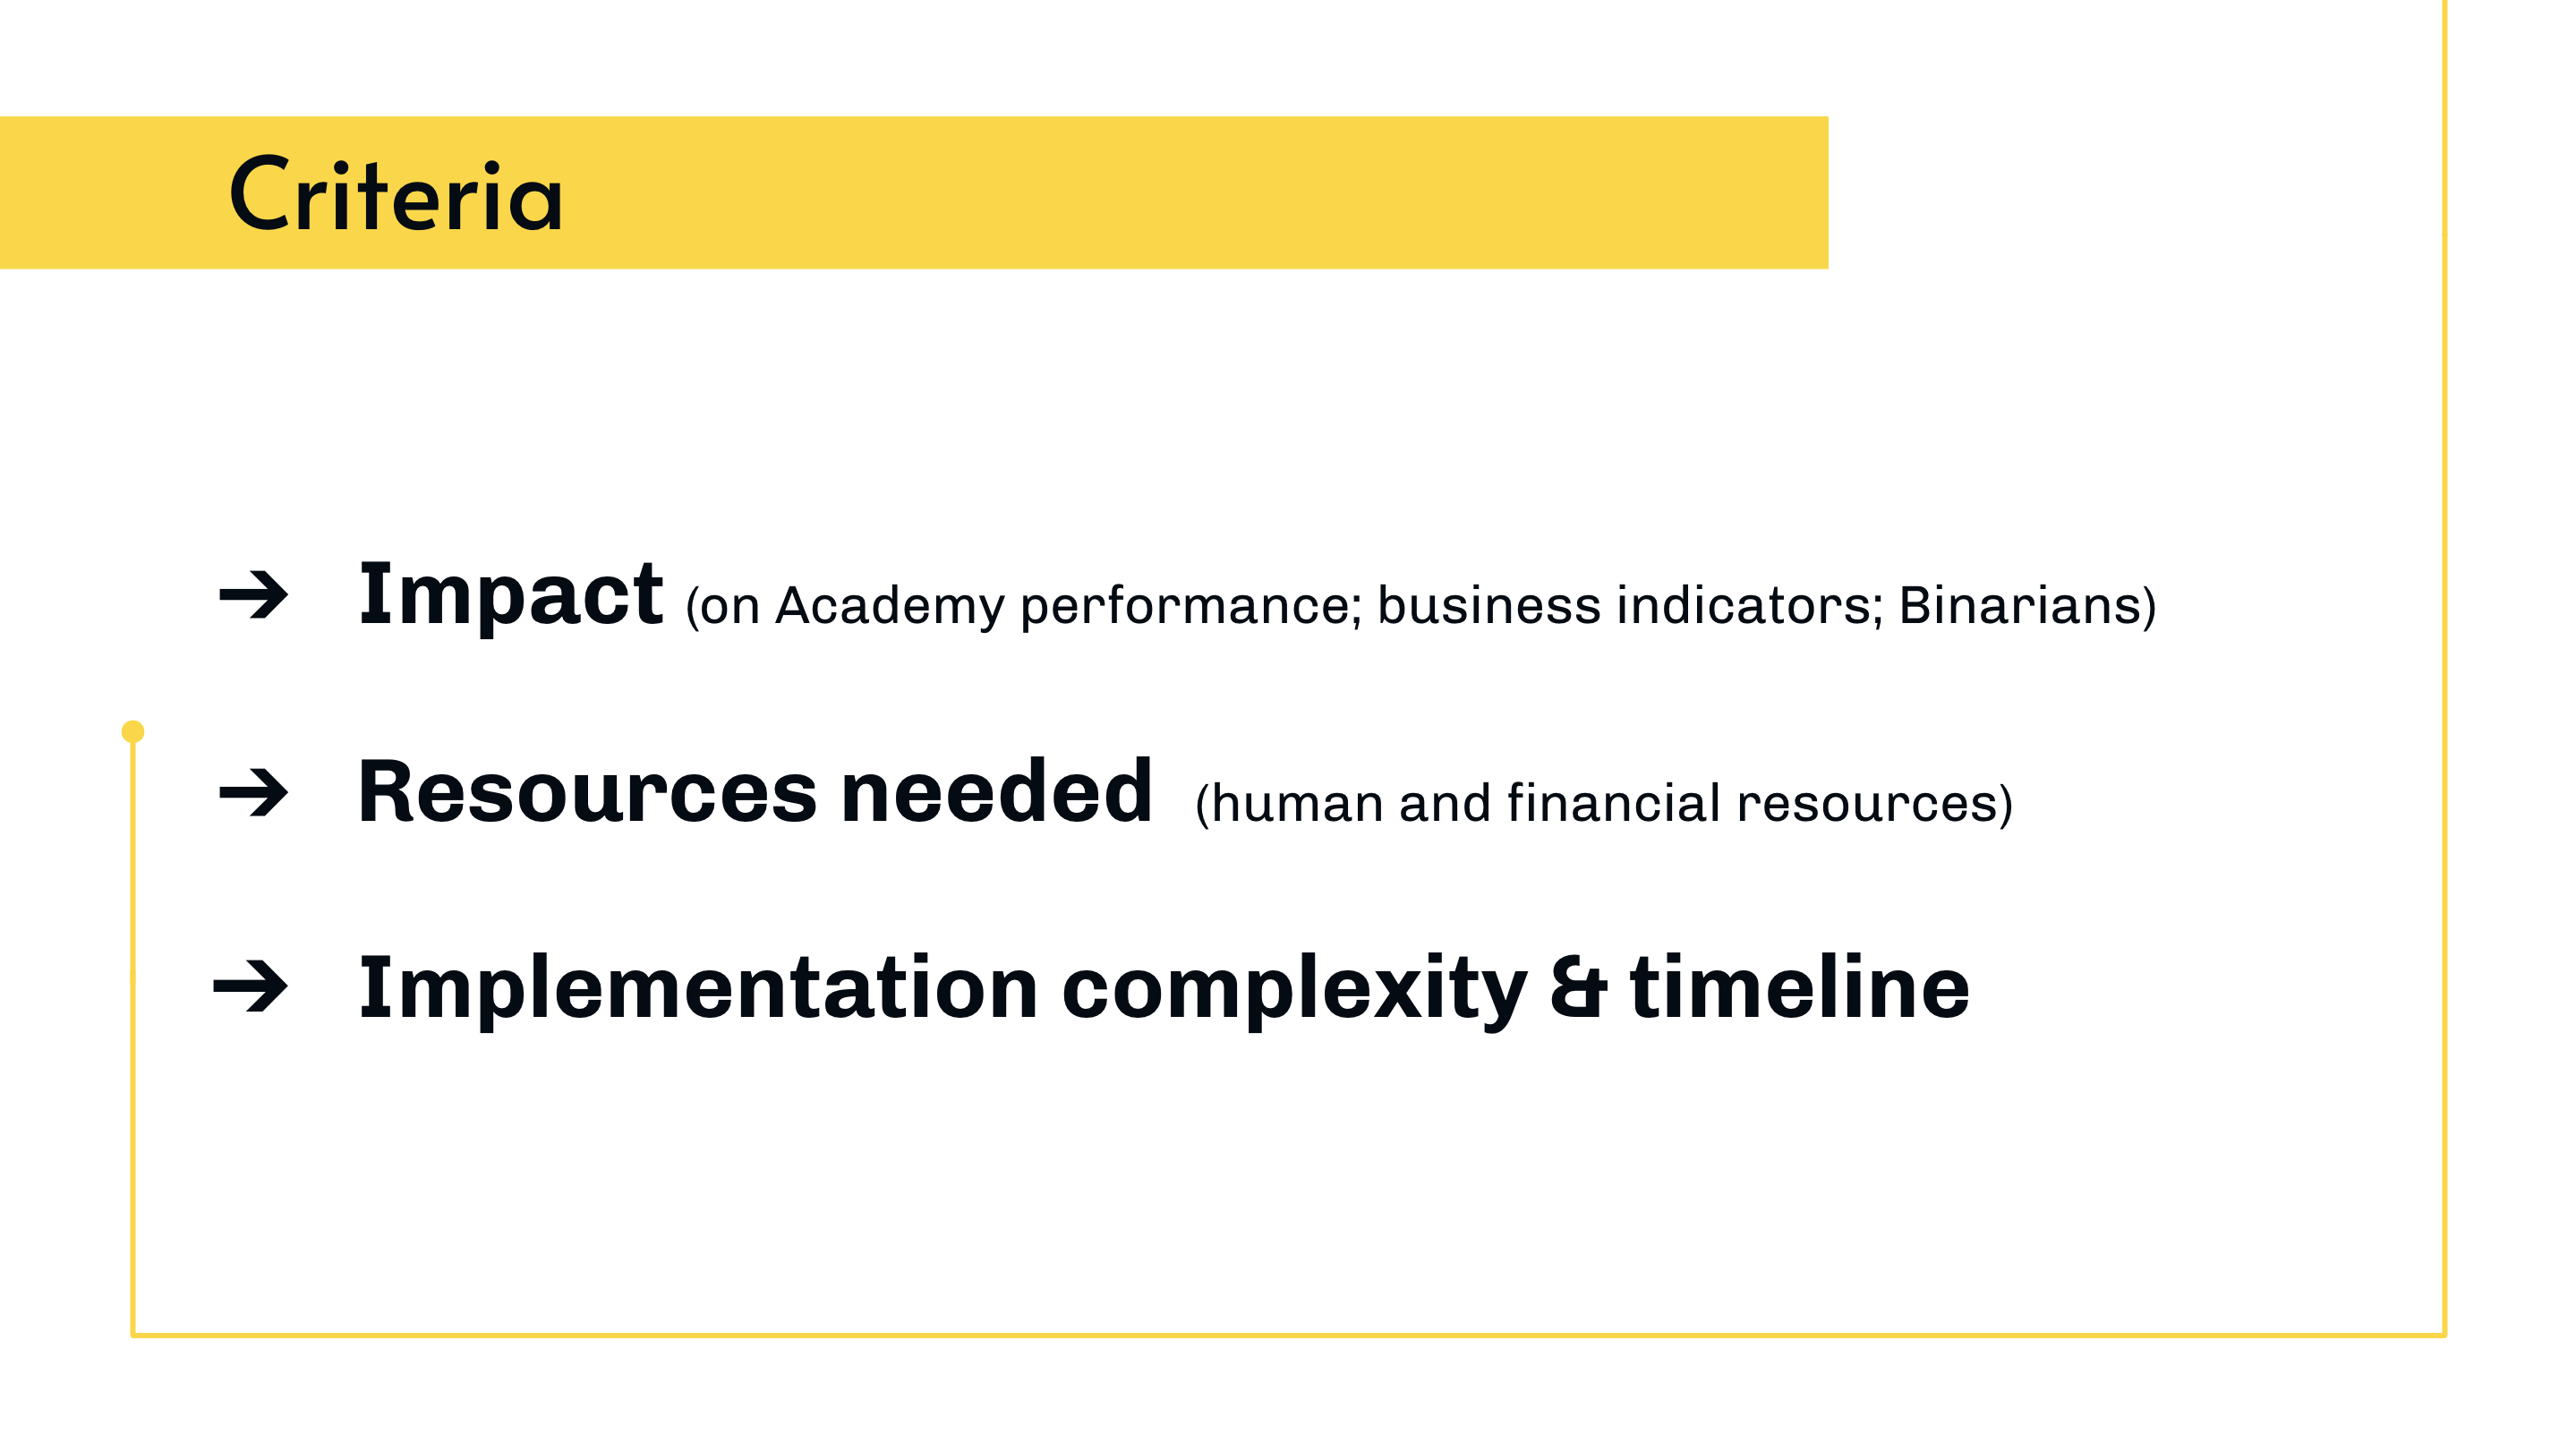 Criteria
➔ Impact (on Academy performance; business indicators; Binarians)
➔ Resources needed (human and financial resources)
➔ Implementation complexity & timeline